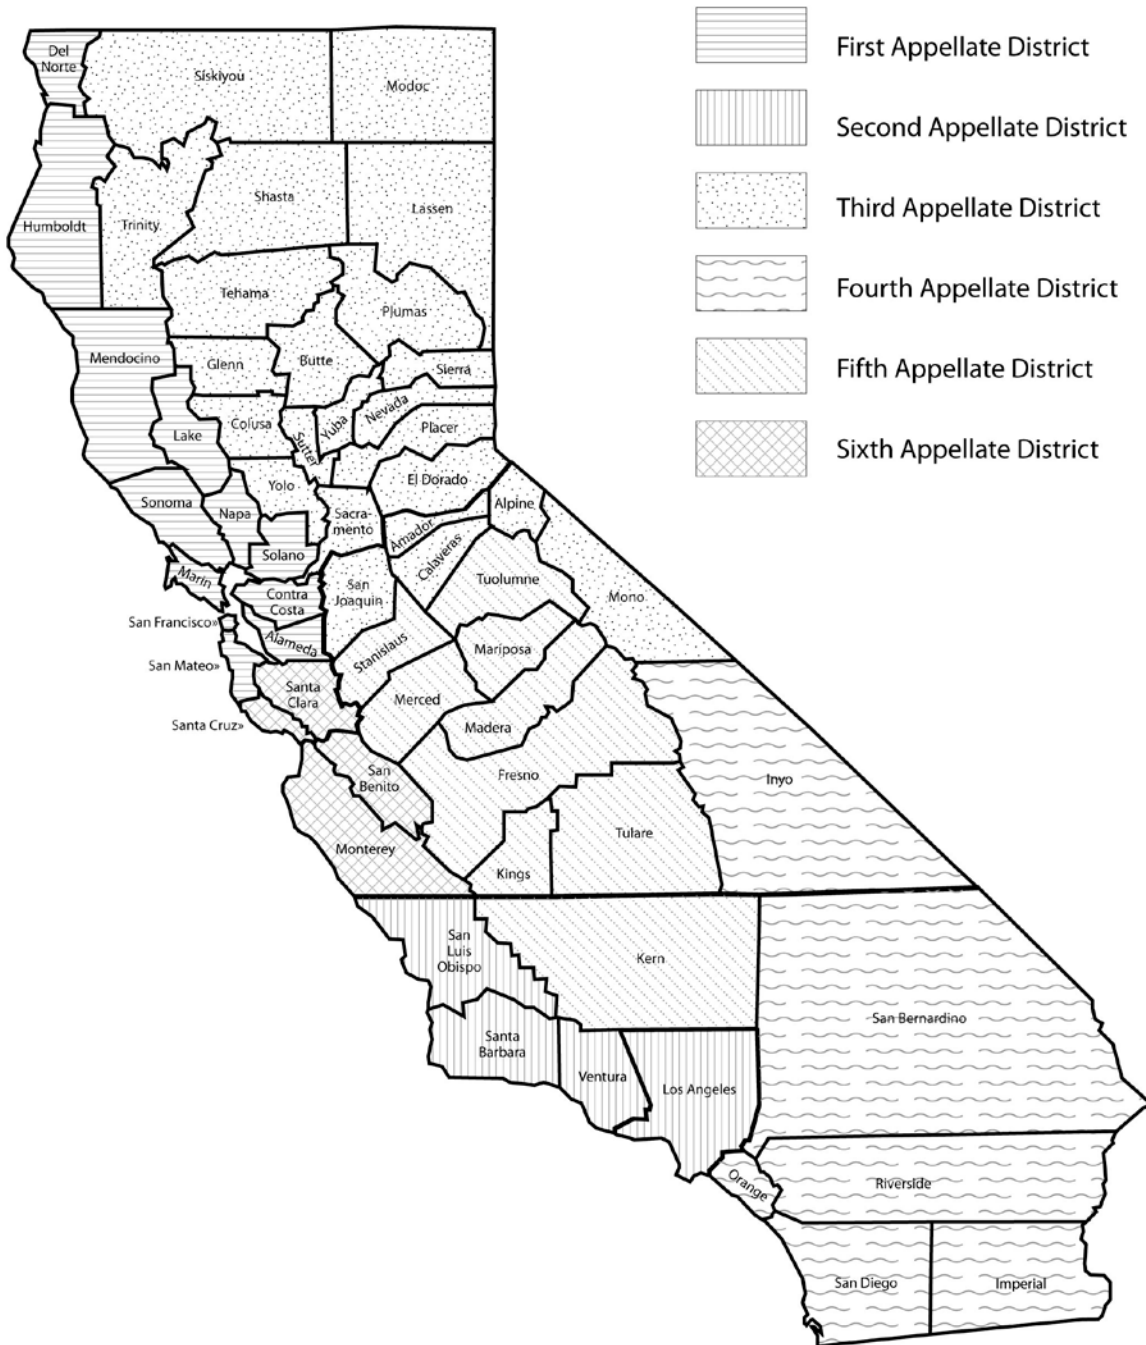 First Appellate District
Second Appellate District
Third Appellate District
Fourth Appellate District
Fifth Appellate District
Sixth Appellate District
Del
Norte
Siskiyou
Modoc
Humboldt
Trinity
Shasta
Lassen
Tehama
Plumas
Mendocino
Glenn
Butte
Sierra
Lake
Colusa
Sutter
Yuba
Nevada
Placer
Sonoma
Napa
Yolo
El Dorado
Sacra-
mento
Amador
Alpine
Solano
Calaveras
Marin
Contra
Costa
San
Joaquin
Tuolumne
Mono
San Francisco»
Alameda
Stanislaus
Mariposa
San Mateo»
Santa
Clara
Merced
Madera
Santa Cruz»
San
Benito
Fresno
Inyo
Monterey
Kings
Tulare
San
Luis
Obispo
Kern
San Bernardino
Santa
Barbara
Ventura
Los Angeles
Orange
Riverside
San Diego
Imperial